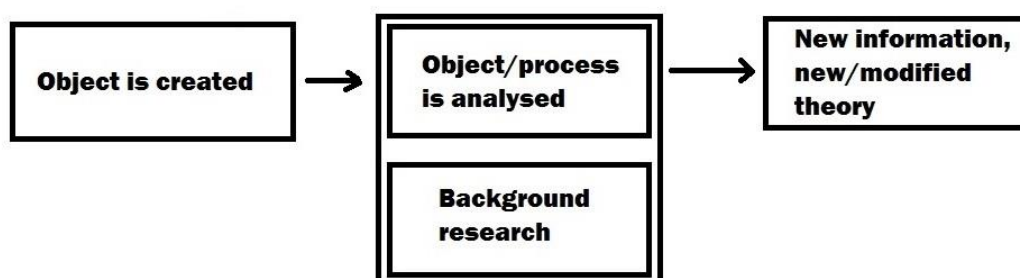 Object is created
Object/process
is analysed
New information,
new/modified
theory
Background
research